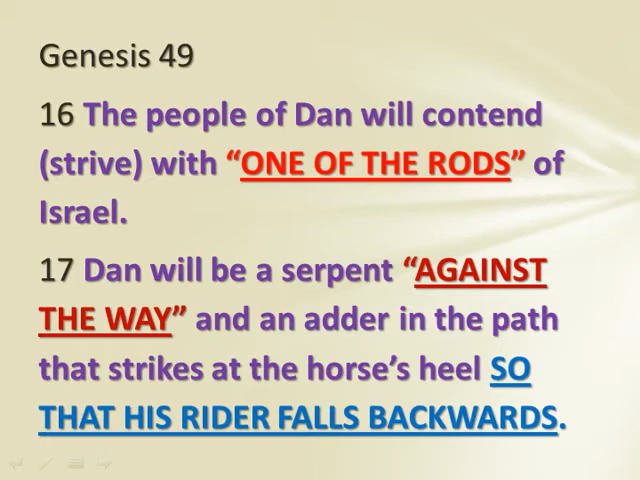 Genesis 49
16 The people of Dan will contend
(strive) with “ONE OF THE RODS” of
Israel.
17 Dan will be a serpent “AGAINST
THE WAY” and an adder in the path
that strikes at the horse’s heel SO
THAT HIS RIDER FALLS BACKWARDS.